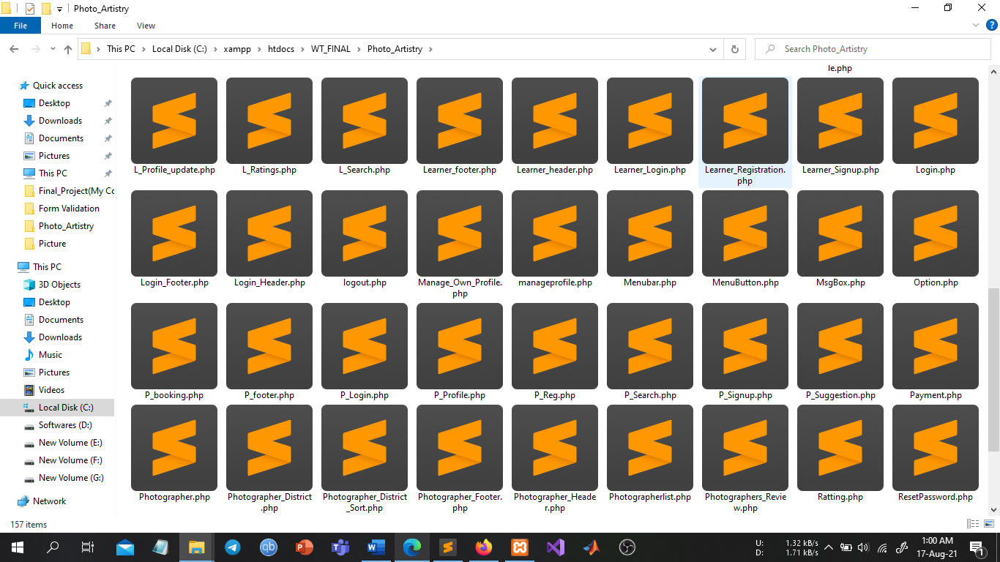 Photo_Artistry
File Home Share View
This PC Local Disk (C:) xampp htdocs WT_FINAL Photo_Artistry
Search Photo_Artistry
Quick access
Desktop
Downloads
Documents
Pictures
This PC
Final_Project(My Co
Form Validation
Photo_Artistry
Picture
This PC
3D Objects
Desktop
Documents
Downloads
Music
Pictures
Videos
Local Disk (C:)
Softwares (D:)
New Volume (E:)
New Volume (F:)
New Volume (G:)
Network
le.php
L_Profile_update.php L_Ratings.php L_Search.php Learner_footer.php Learner_header.php Learner_Login.php Learner_Registration. Learner_Signup.php Login.php
php
Login_Footer.php Login_Header.php logout.php Manage_Own_Profile. manageprofile.php Menubar.php MenuButton.php MsgBox.php Option.php
php
P_booking.php P_footer.php P_Login.php P_Profile.php P_Reg.php P_Search.php P_Signup.php P_Suggestion.php Payment.php
Photographer.php Photographer_District Photographer_District Photographer_Footer. Photographer_Heade Photographerlist.php Photographers_Revie Ratting.php ResetPassword.php
.php _Sort.php php r.php w.php
157 items
U: 1.32 kB/s
D: 1.71 kB/s
1:00 AM
17-Aug-21
1